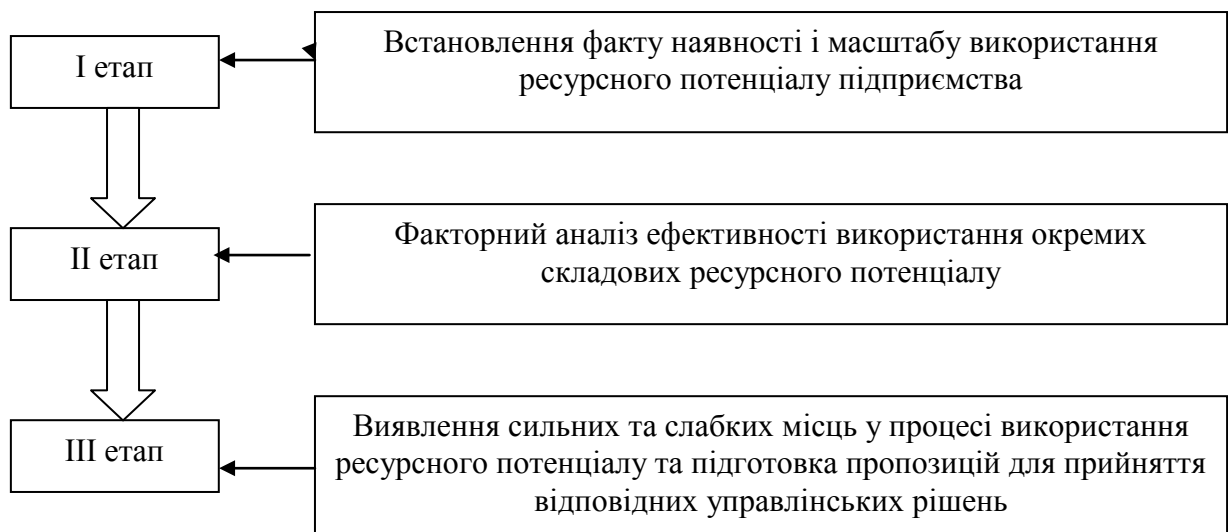 І етап
Встановлення факту наявності і масштабу використання
ресурсного потенціалу підприємства
ІІ етап
Факторний аналіз ефективності використання окремих
складових ресурсного потенціалу
ІІІ етап
Виявлення сильних та слабких місць у процесі використання
ресурсного потенціалу та підготовка пропозицій для прийняття
відповідних управлінських рішень